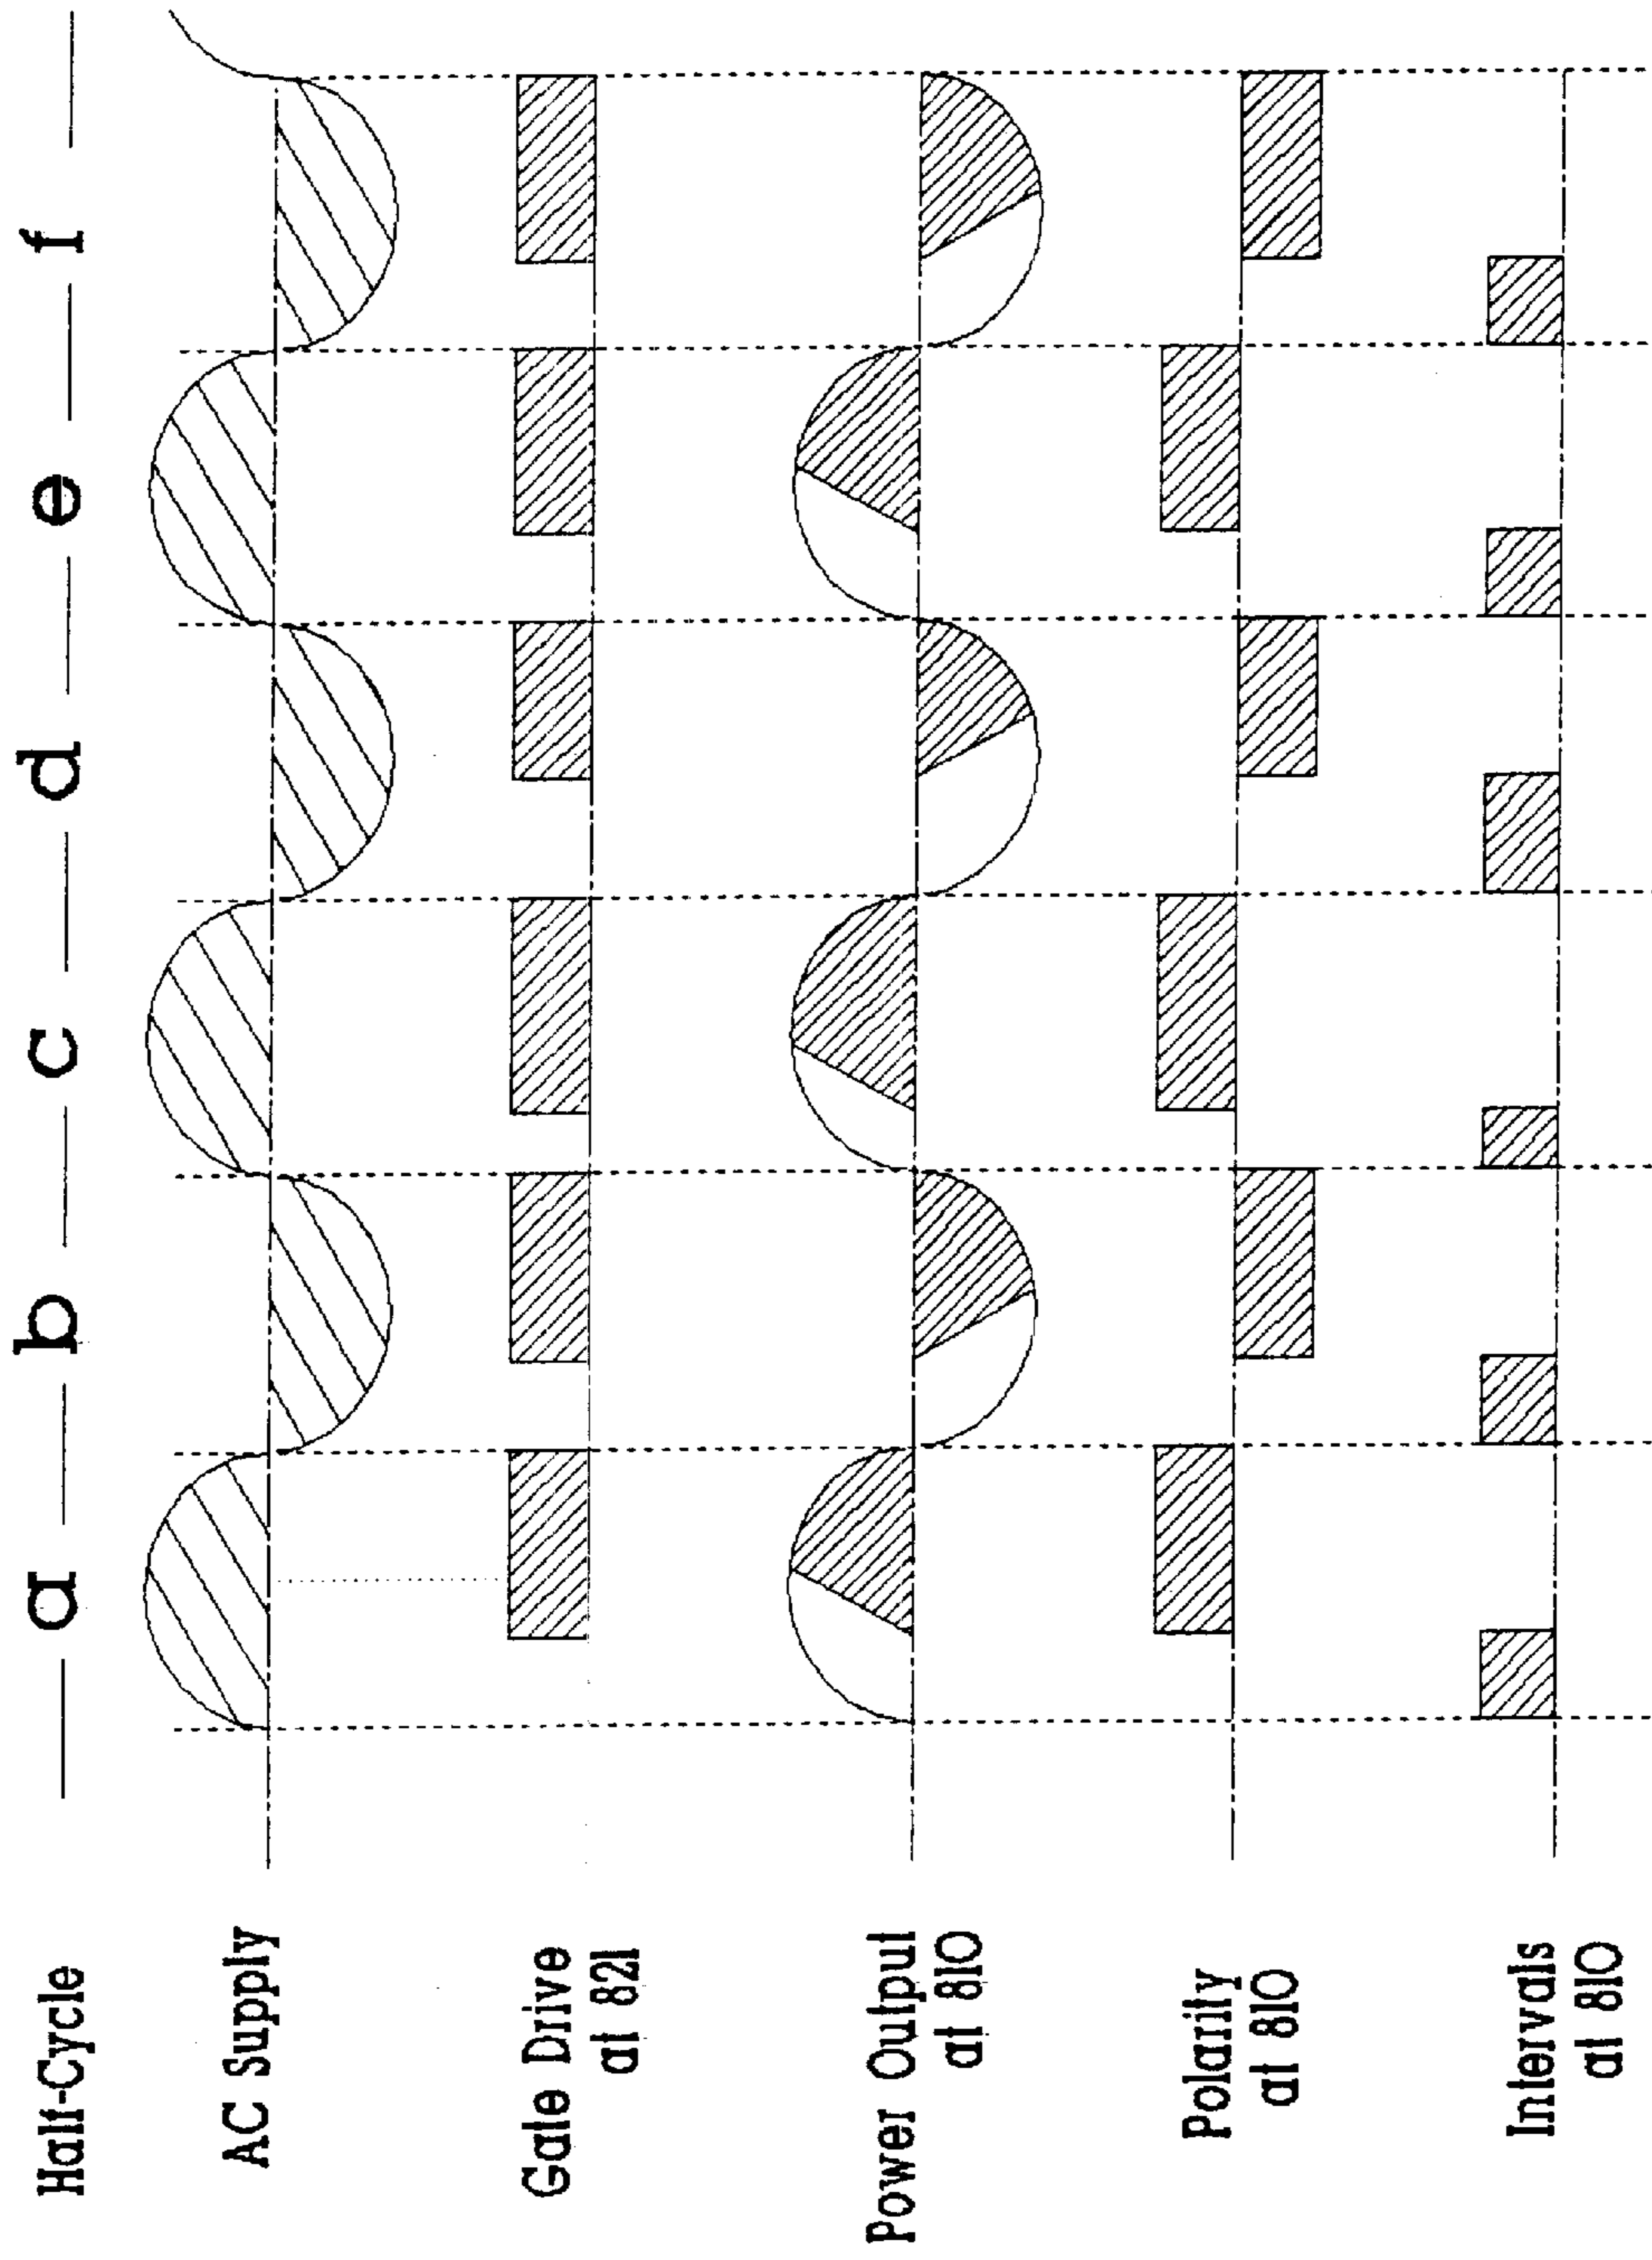 Half-Cycle
a b c d e f
AC Supply
Gate Drive
at 821
Power Output
at 810
Polarity
at 810
Intervals
at 810